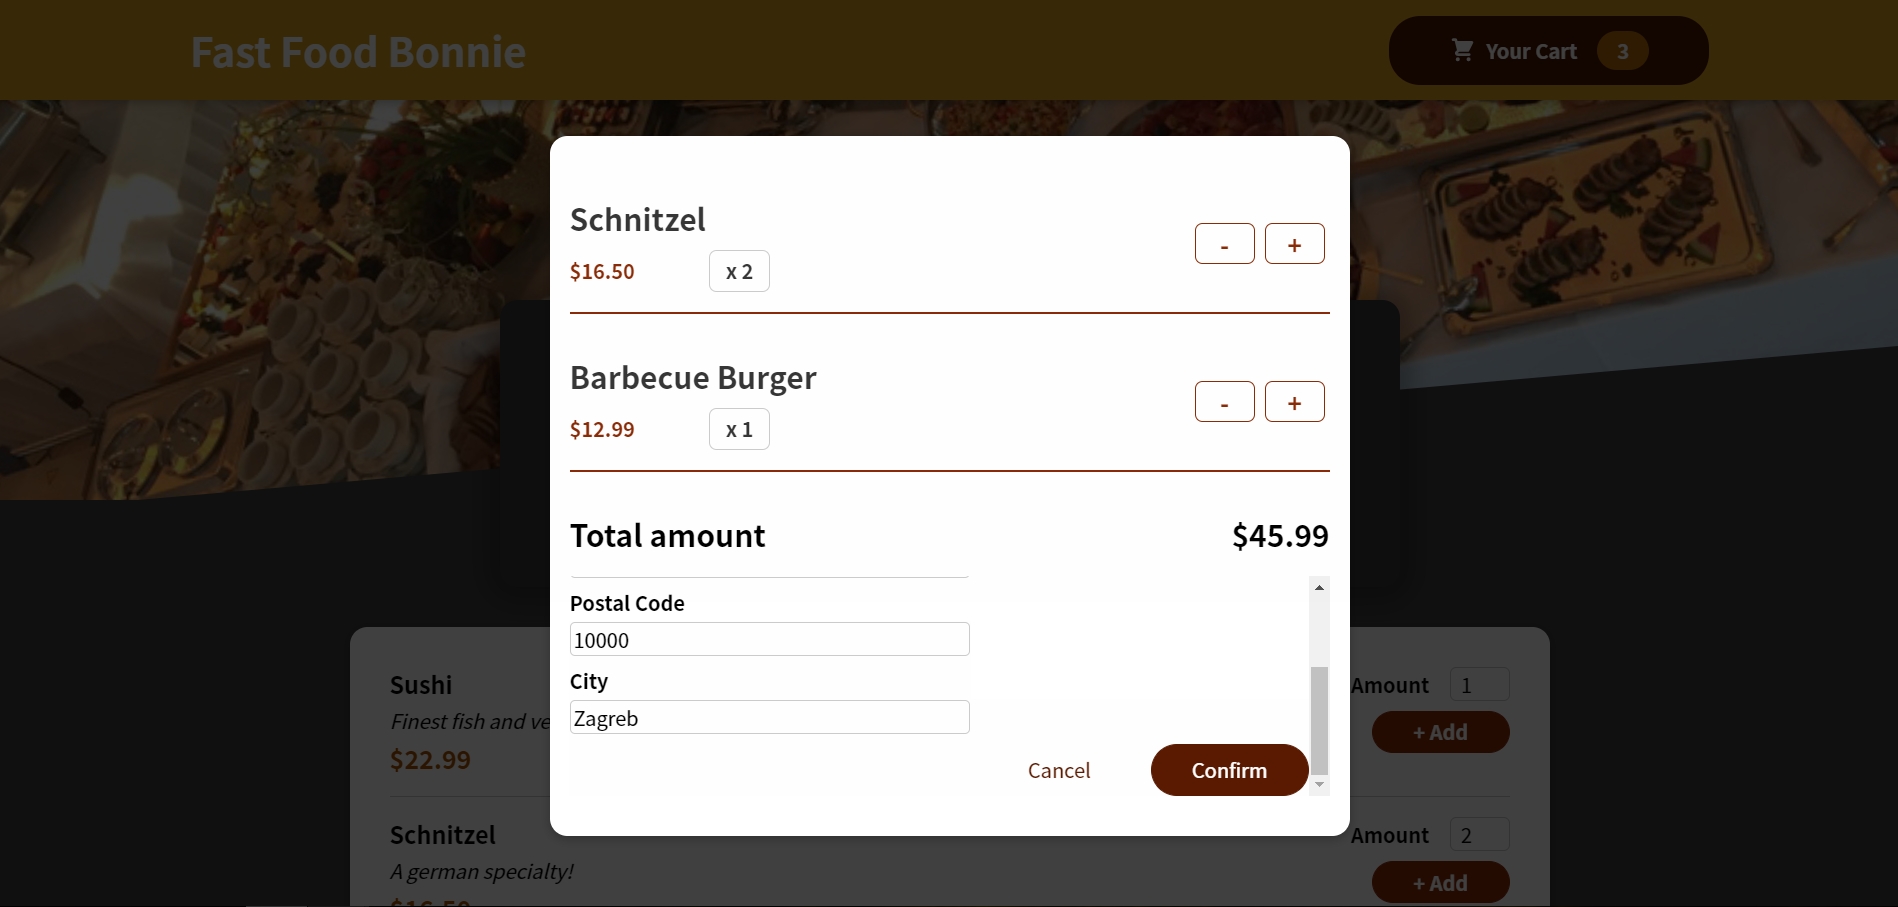 Fast Food Bonnie
Your Cart 3
Schnitzel
- +
$16.50 x 2
Barbecue Burger
- +
$12.99 x 1
Total amount $45.99
Postal Code
10000
City
Zagreb
Cancel Confirm
Sushi
Amount 1
Finest fish and ve
+ Add
$22.99
Schnitzel
Amount 2
A german specialty!
+ Add
$16.50